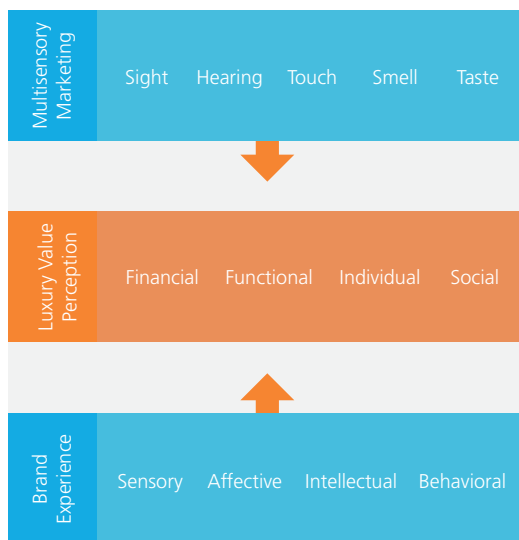 Multisensory
Marketing
Sight Hearing Touch Smell Taste
Luxury Value
Perception
Financial Functional Individual Social
Brand
Experience
Sensory Affective Intellectual Behavioral